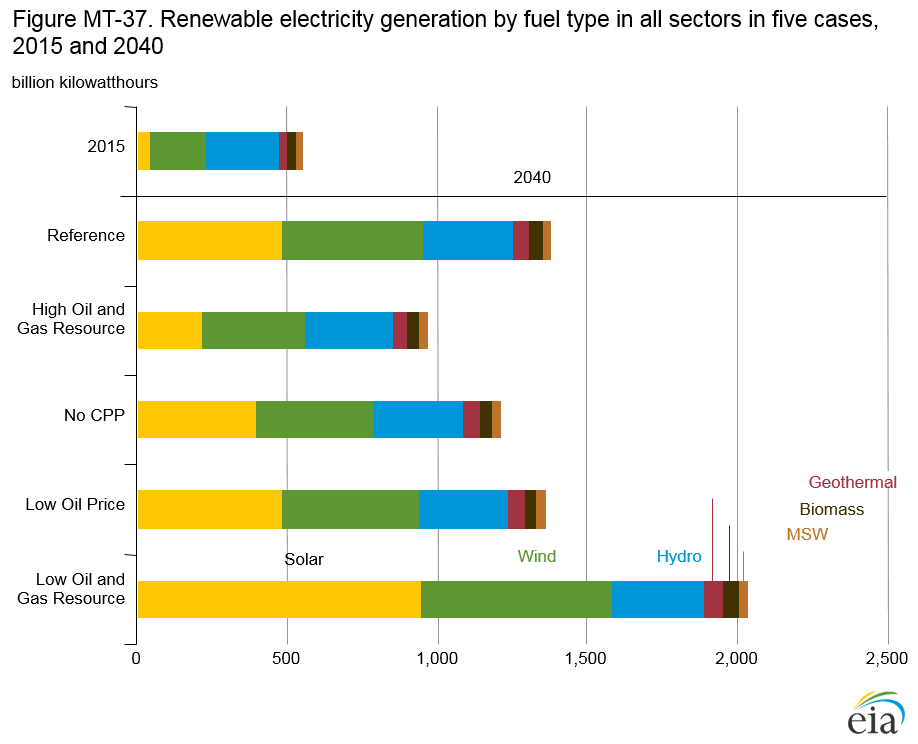 Figure MT-37. Renewable electricity generation by fuel type in all sectors in five cases,
2015 and 2040
billion kilowatthours
2015
2040
Reference
High Oil and
Gas Resource
No CPP
Low Oil Price
Geothermal
Biomass
MSW
Solar
Wind
Hydro
Low Oil and
Gas Resource
0
500
1,000
1,500
2,000
2,500
eia